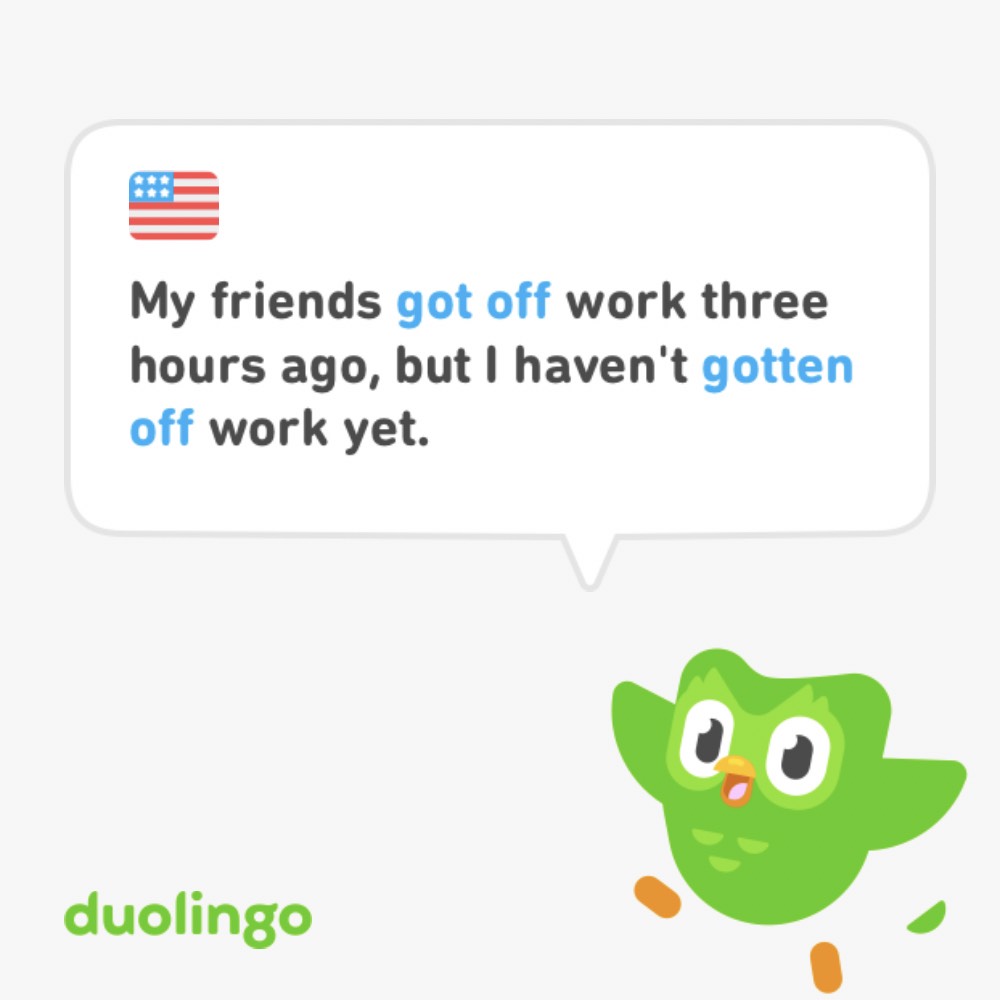 My friends got off work three
hours ago, but I haven't gotten
off work yet.
duolingo